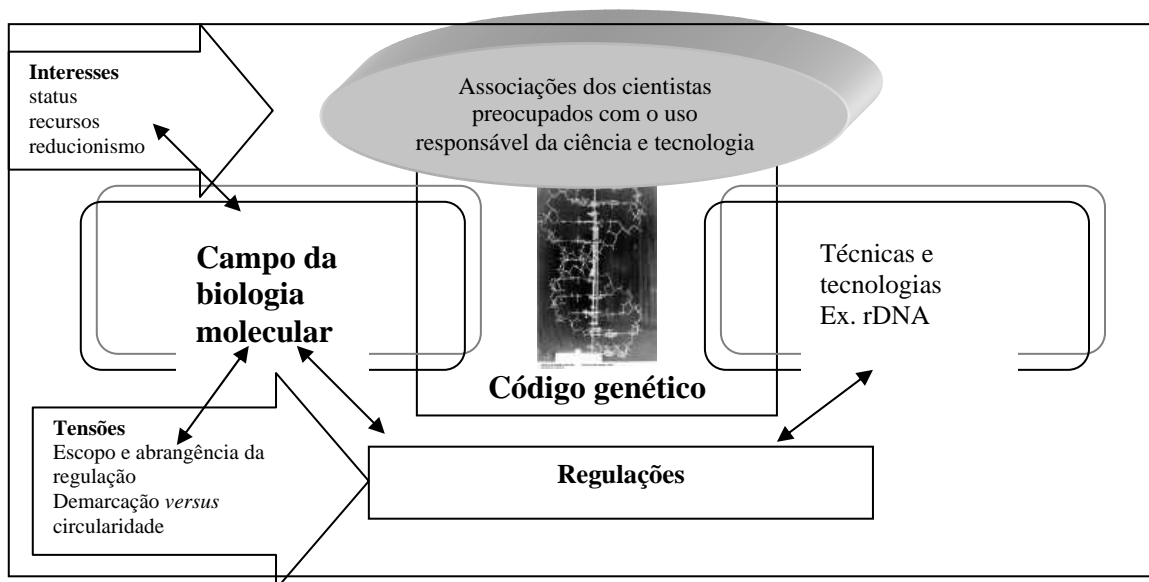 Interesses
status
recursos
reducionismo
Associações dos cientistas
preocupados com o uso
responsável da ciência e tecnologia
Campo da
biologia
molecular
Código genético
Técnicas e
tecnologias
Ex. rDNA
Tensões
Escopo e abrangência da
regulação
Demarcação versus
circularidade
Regulações